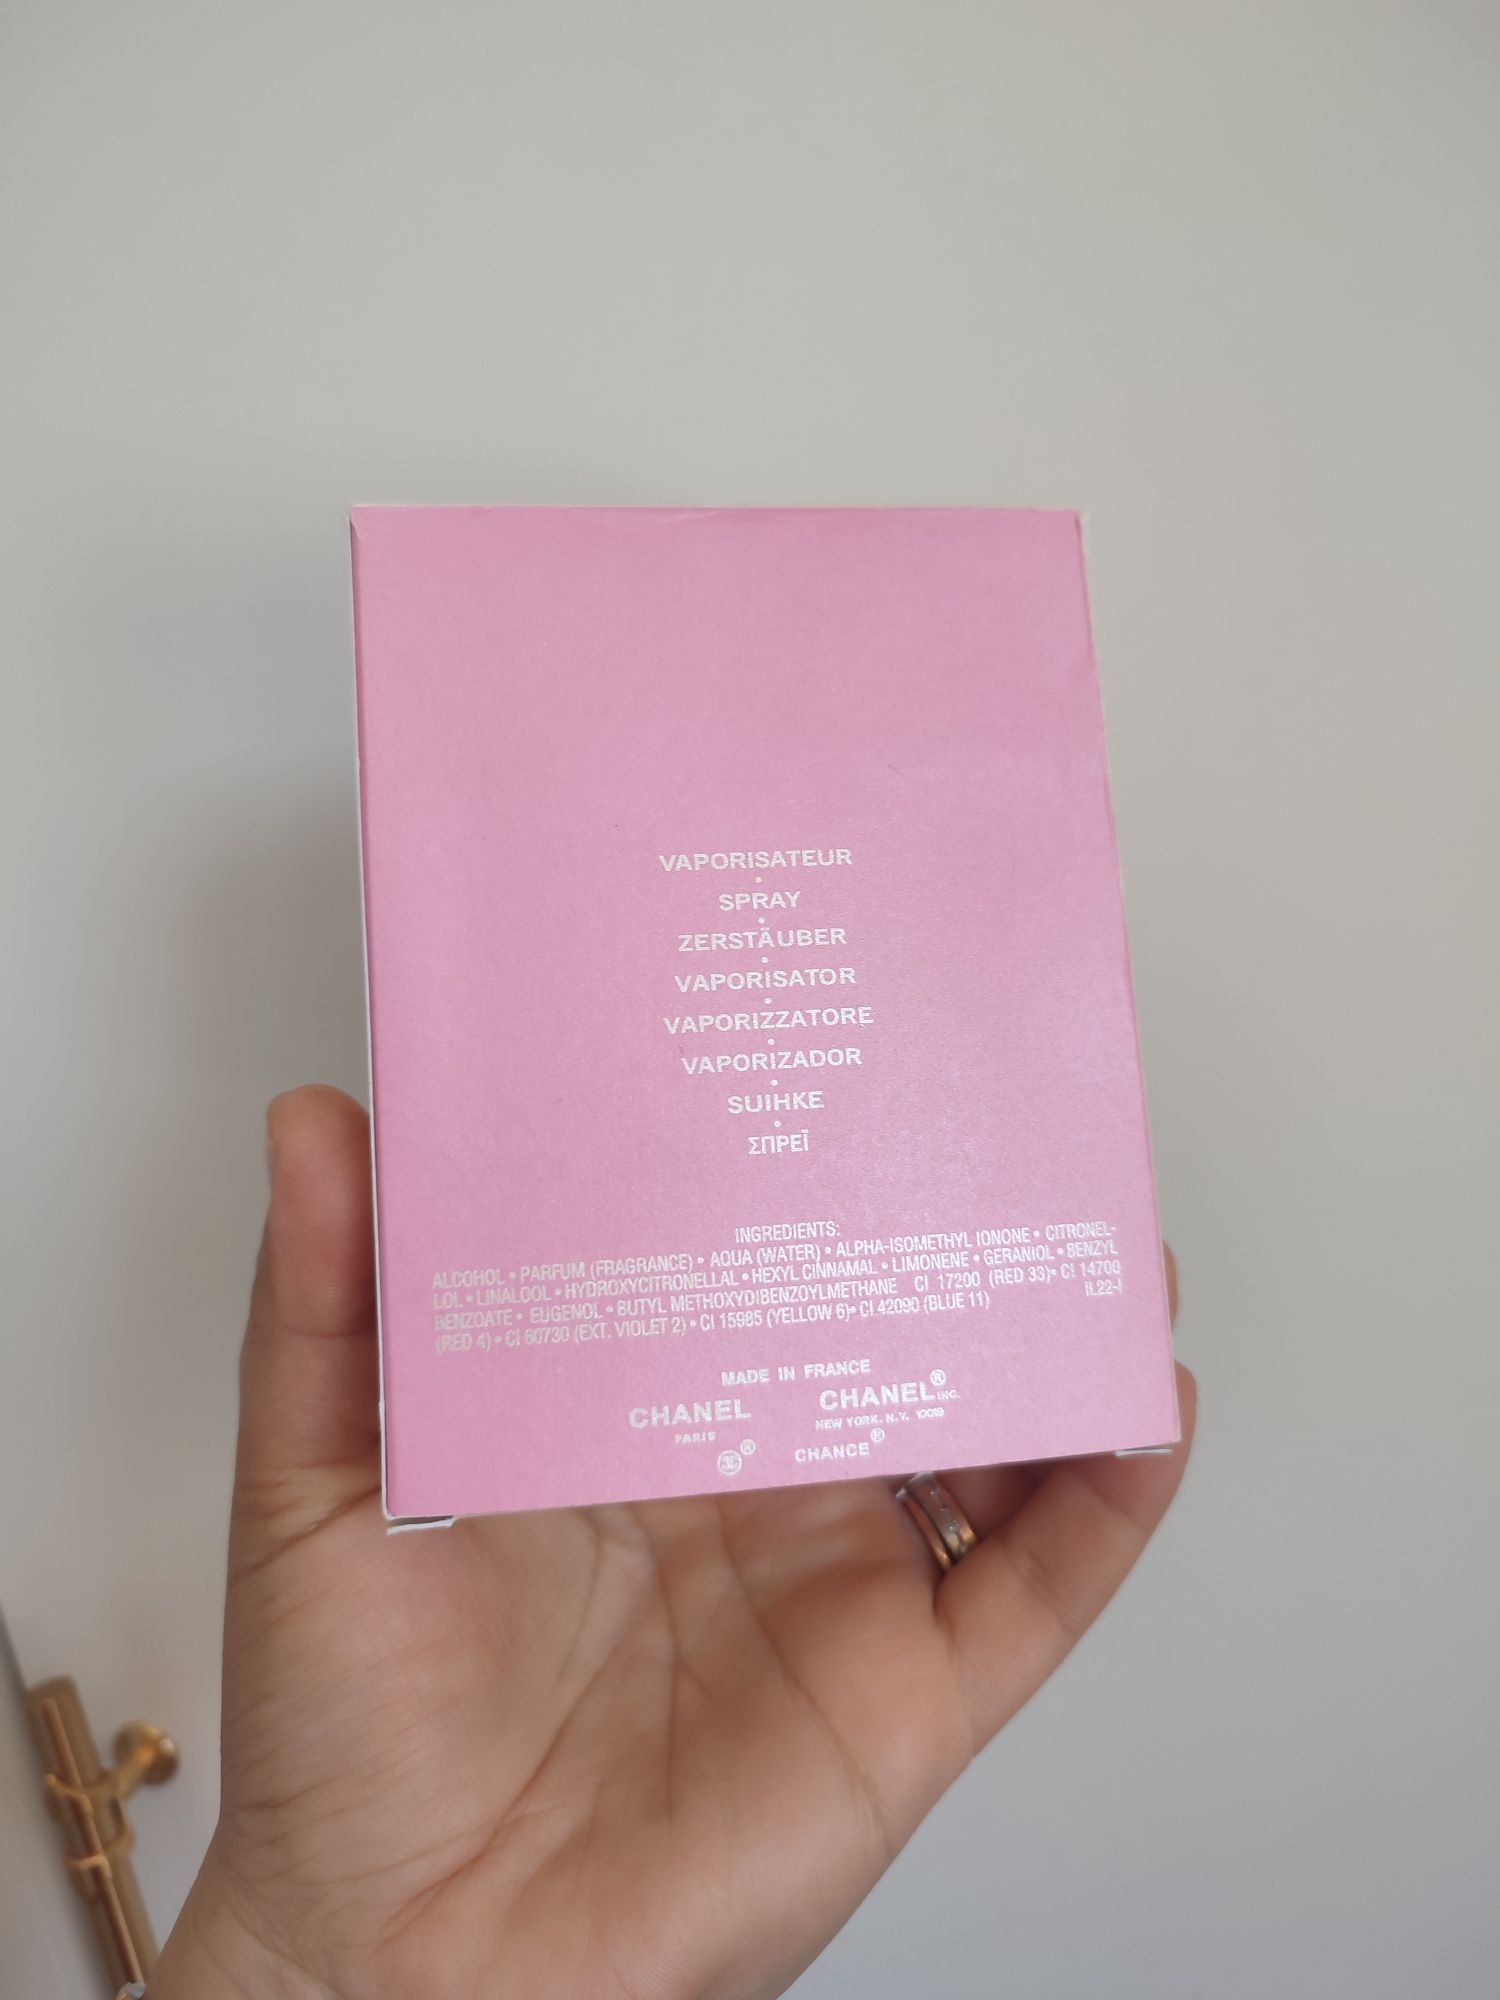 VAPORISATEUR
•
SPRAY
•
ZERSTÄUBER
•
VAPORISATOR
•
VAPORIZZATORE
•
VAPORIZADOR
•
SUIHKE
•
ΣΠΡΕΪ
INGREDIENTS:
ALCOHOL • PARFUM (FRAGRANCE) • AQUA (WATER) • ALPHA-ISOMETHYL IONONE • CITRONEL-
LOL • LINALOOL • HYDROXYCITRONELLAL • HEXYL CINNAMAL • LIMONENE • GERANIOL • BENZYL
BENZOATE • EUGENOL • BUTYL METHOXYDIBENZOYLMETHANE CI 17200 (RED 33) • CI 14700
(RED 4) • CI 60730 (EXT. VIOLET 2) • CI 15985 (YELLOW 6) • CI 42090 (BLUE 11)
IL22-I
MADE IN FRANCE
CHANEL CHANEL® INC.
PARIS NEW YORK, N.Y. 10019
® CHANCE®